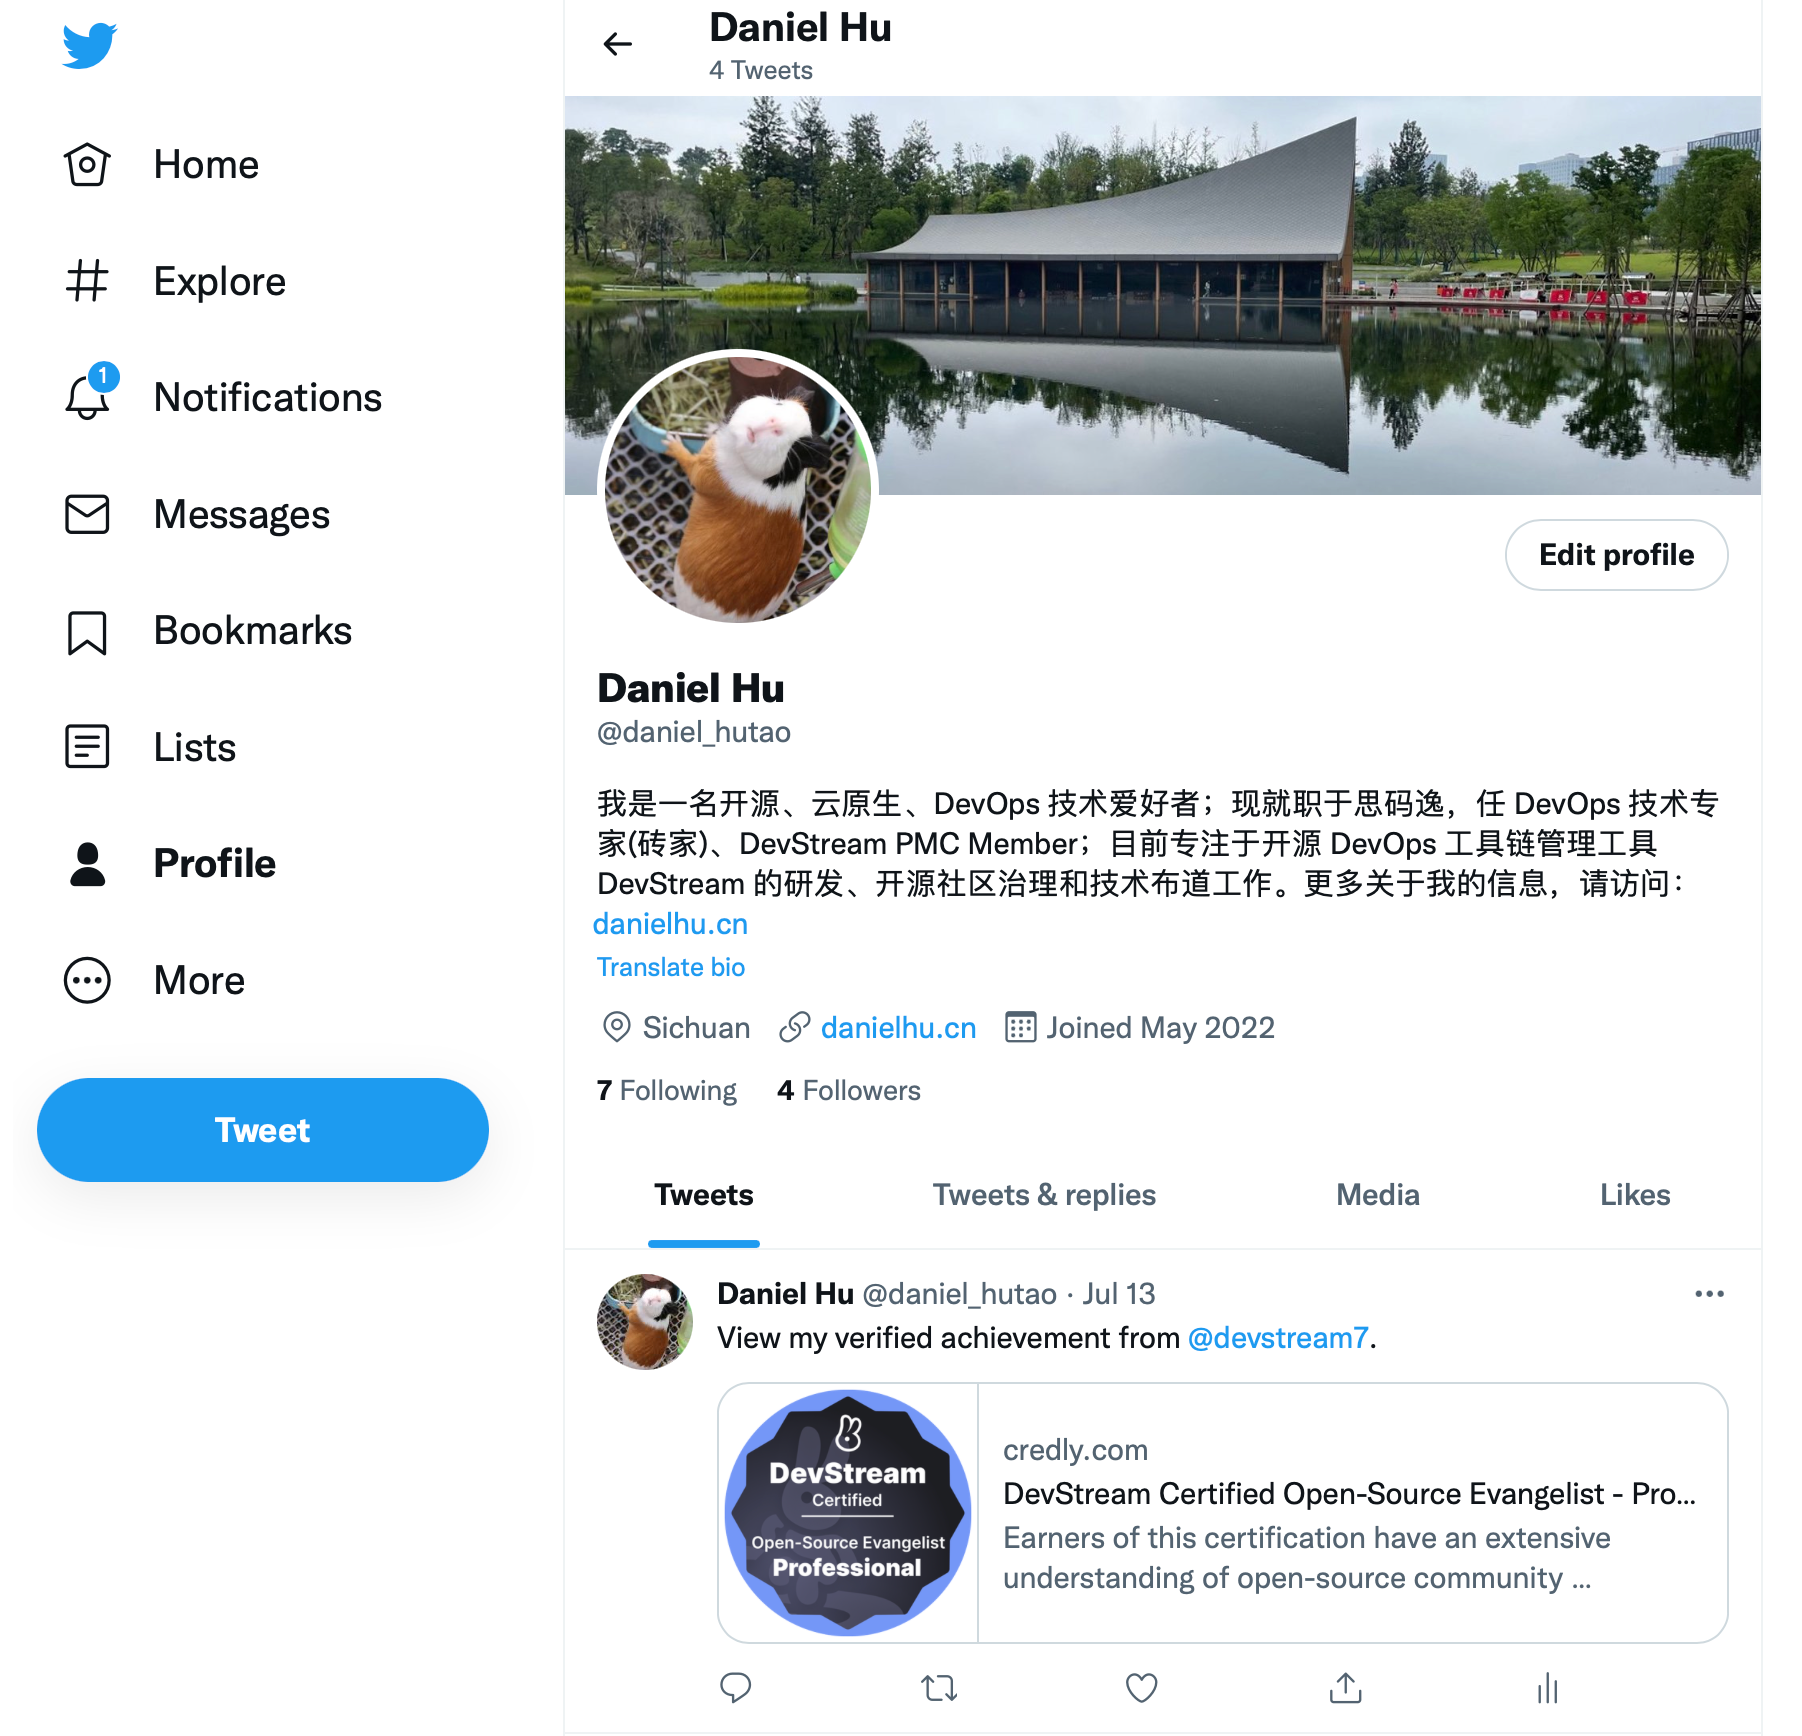 Daniel Hu
4 Tweets
Home
Explore
1
Notifications
Messages
Bookmarks
Lists
Profile
More
Tweet
Edit profile
Daniel Hu
@daniel_hutao
我是一名开源、云原生、DevOps 技术爱好者；现就职于思码逸，任 DevOps 技术专
家(砖家)、DevStream PMC Member；目前专注于开源 DevOps 工具链管理工具
DevStream 的研发、开源社区治理和技术布道工作。更多关于我的信息，请访问：
danielhu.cn
Translate bio
Sichuan danielhu.cn Joined May 2022
7 Following 4 Followers
Tweets Tweets & replies Media Likes
Daniel Hu @daniel_hutao · Jul 13
View my verified achievement from @devstream7.
DevStream
Certified
Open-Source Evangelist
Professional
credly.com
DevStream Certified Open-Source Evangelist - Pro...
Earners of this certification have an extensive
understanding of open-source community ...